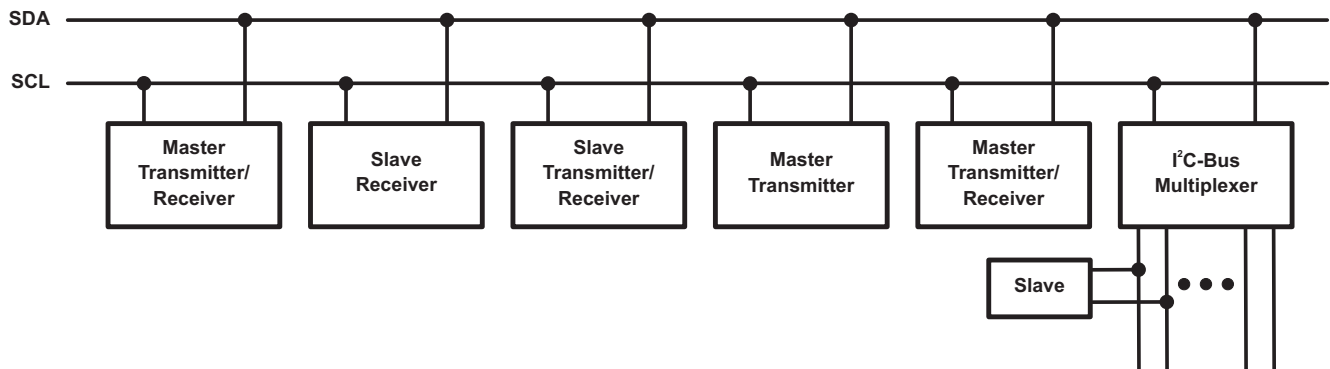 SDA
SCL
Master
Transmitter/
Receiver
Slave
Receiver
Slave
Transmitter/
Receiver
Master
Transmitter
Master
Transmitter/
Receiver
I²C-Bus
Multiplexer
Slave